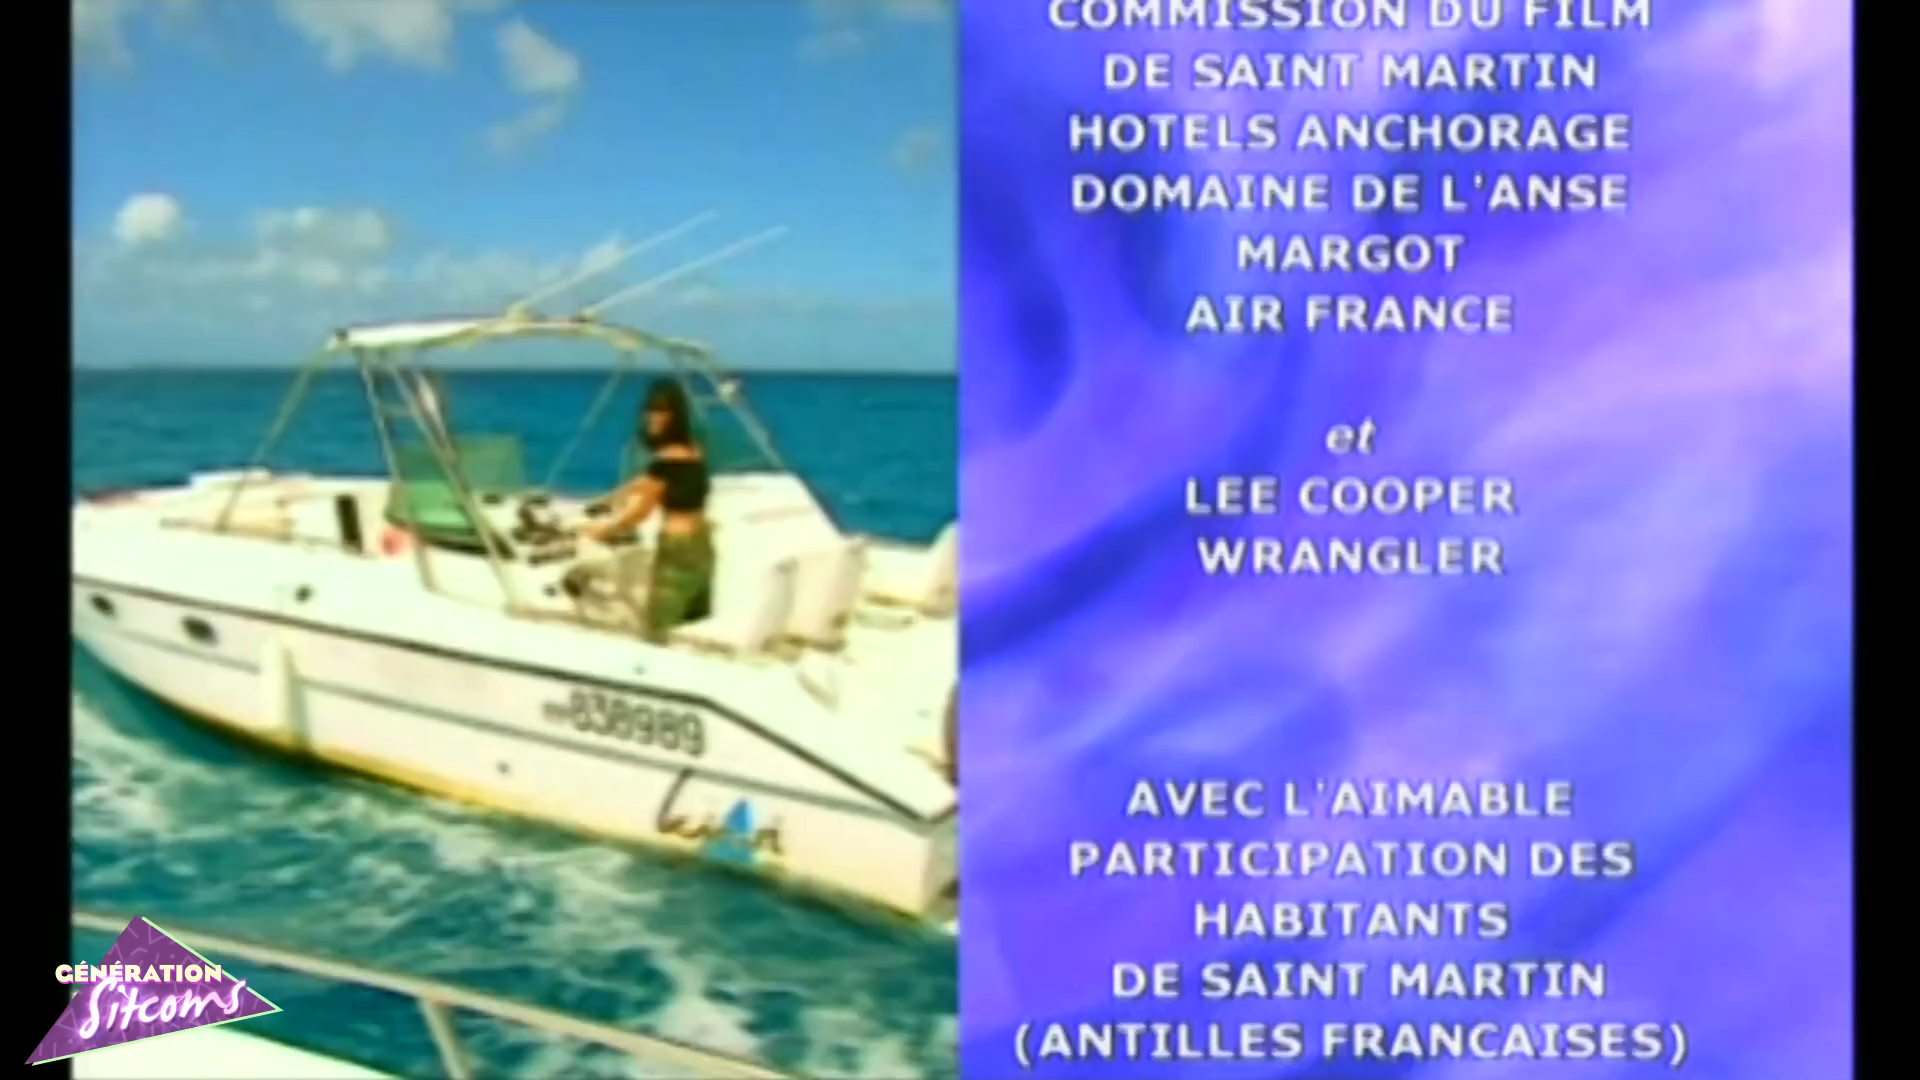 COMMISSION DU FILM
DE SAINT MARTIN
HOTELS ANCHORAGE
DOMAINE DE L'ANSE
MARGOT
AIR FRANCE
et
LEE COOPER
WRANGLER
AVEC L'AIMABLE
PARTICIPATION DES
HABITANTS
DE SAINT MARTIN
(ANTILLES FRANCAISES)
838989
GÉNÉRATION
Sitcoms